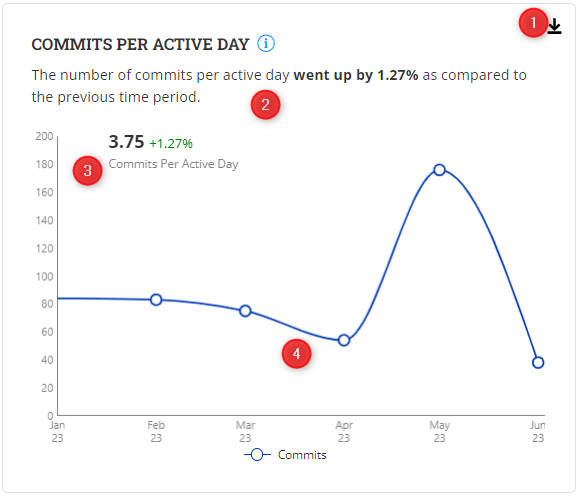 1
COMMITS PER ACTIVE DAY i
The number of commits per active day went up by 1.27% as compared to
the previous time period.
2
200
3.75 +1.27%
180
3
Commits Per Active Day
160
140
120
100
80
60
4
40
20
0
Jan Feb Mar Apr May Jun
23 23 23 23 23 23
Commits